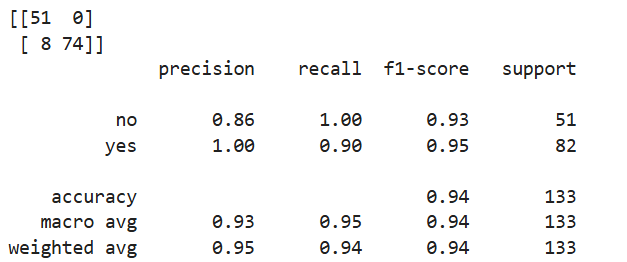 [[51  0]
 [ 8 74]]
              precision    recall  f1-score   support

          no       0.86      1.00      0.93        51
         yes       1.00      0.90      0.95        82

    accuracy                           0.94       133
   macro avg       0.93      0.95      0.94       133
weighted avg       0.95      0.94      0.94       133